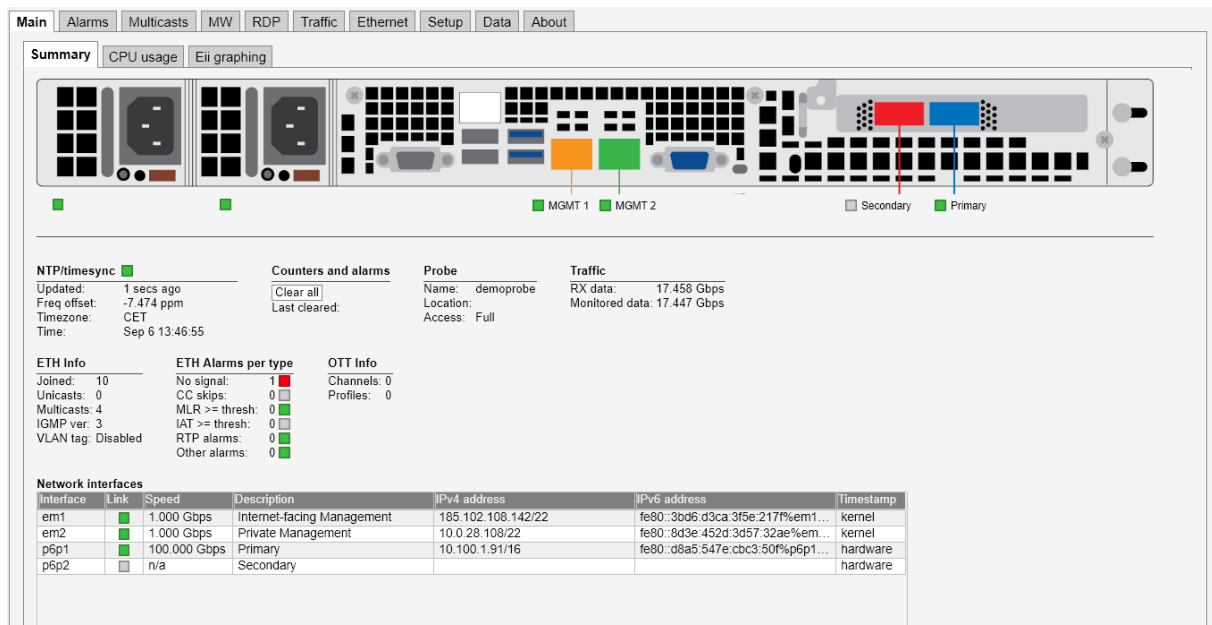 Main Alarms Multicasts MW RDP Traffic Ethernet Setup Data About
Summary CPU usage Eii graphing
MGMT 1 MGMT 2 Secondary Primary
NTP/timesync
Updated: 1 secs ago
Freq offset: -7.474 ppm
Timezone: CET
Time: Sep 6 13:46:55
Counters and alarms
Clear all
Last cleared:
Probe
Name: demoprobe
Location:
Access: Full
Traffic
RX data: 17.458 Gbps
Monitored data: 17.447 Gbps
ETH Info
Joined: 10
Unicasts: 0
Multicasts: 4
IGMP ver: 3
VLAN tag: Disabled
ETH Alarms per type
No signal: 1
CC skips: 0
MLR >= thresh: 0
IAT >= thresh: 0
RTP alarms: 0
Other alarms: 0
OTT Info
Channels: 0
Profiles: 0
Network interfaces
Interface Link Speed Description IPv4 address IPv6 address Timestamp
em1 1.000 Gbps Internet-facing Management 185.102.108.142/22 fe80::3bd6:d3ca:3f5e:217f%em1... kernel
em2 1.000 Gbps Private Management 10.0.28.108/22 fe80::8d3e:452d:3d57:32ae%em... kernel
p6p1 100.000 Gbps Primary 10.100.1.91/16 fe80::d8a5:547e:cbc3:50f%p6p1... hardware
p6p2 n/a Secondary hardware